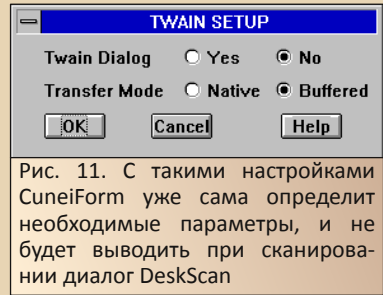 TWAIN SETUP
Twain Dialog Yes No
Transfer Mode Native Buffered
OK Cancel Help
Рис. 11. С такими настройками
CuneiForm уже сама определит
необходимые параметры, и не
будет выводить при сканирова-
нии диалог DeskScan